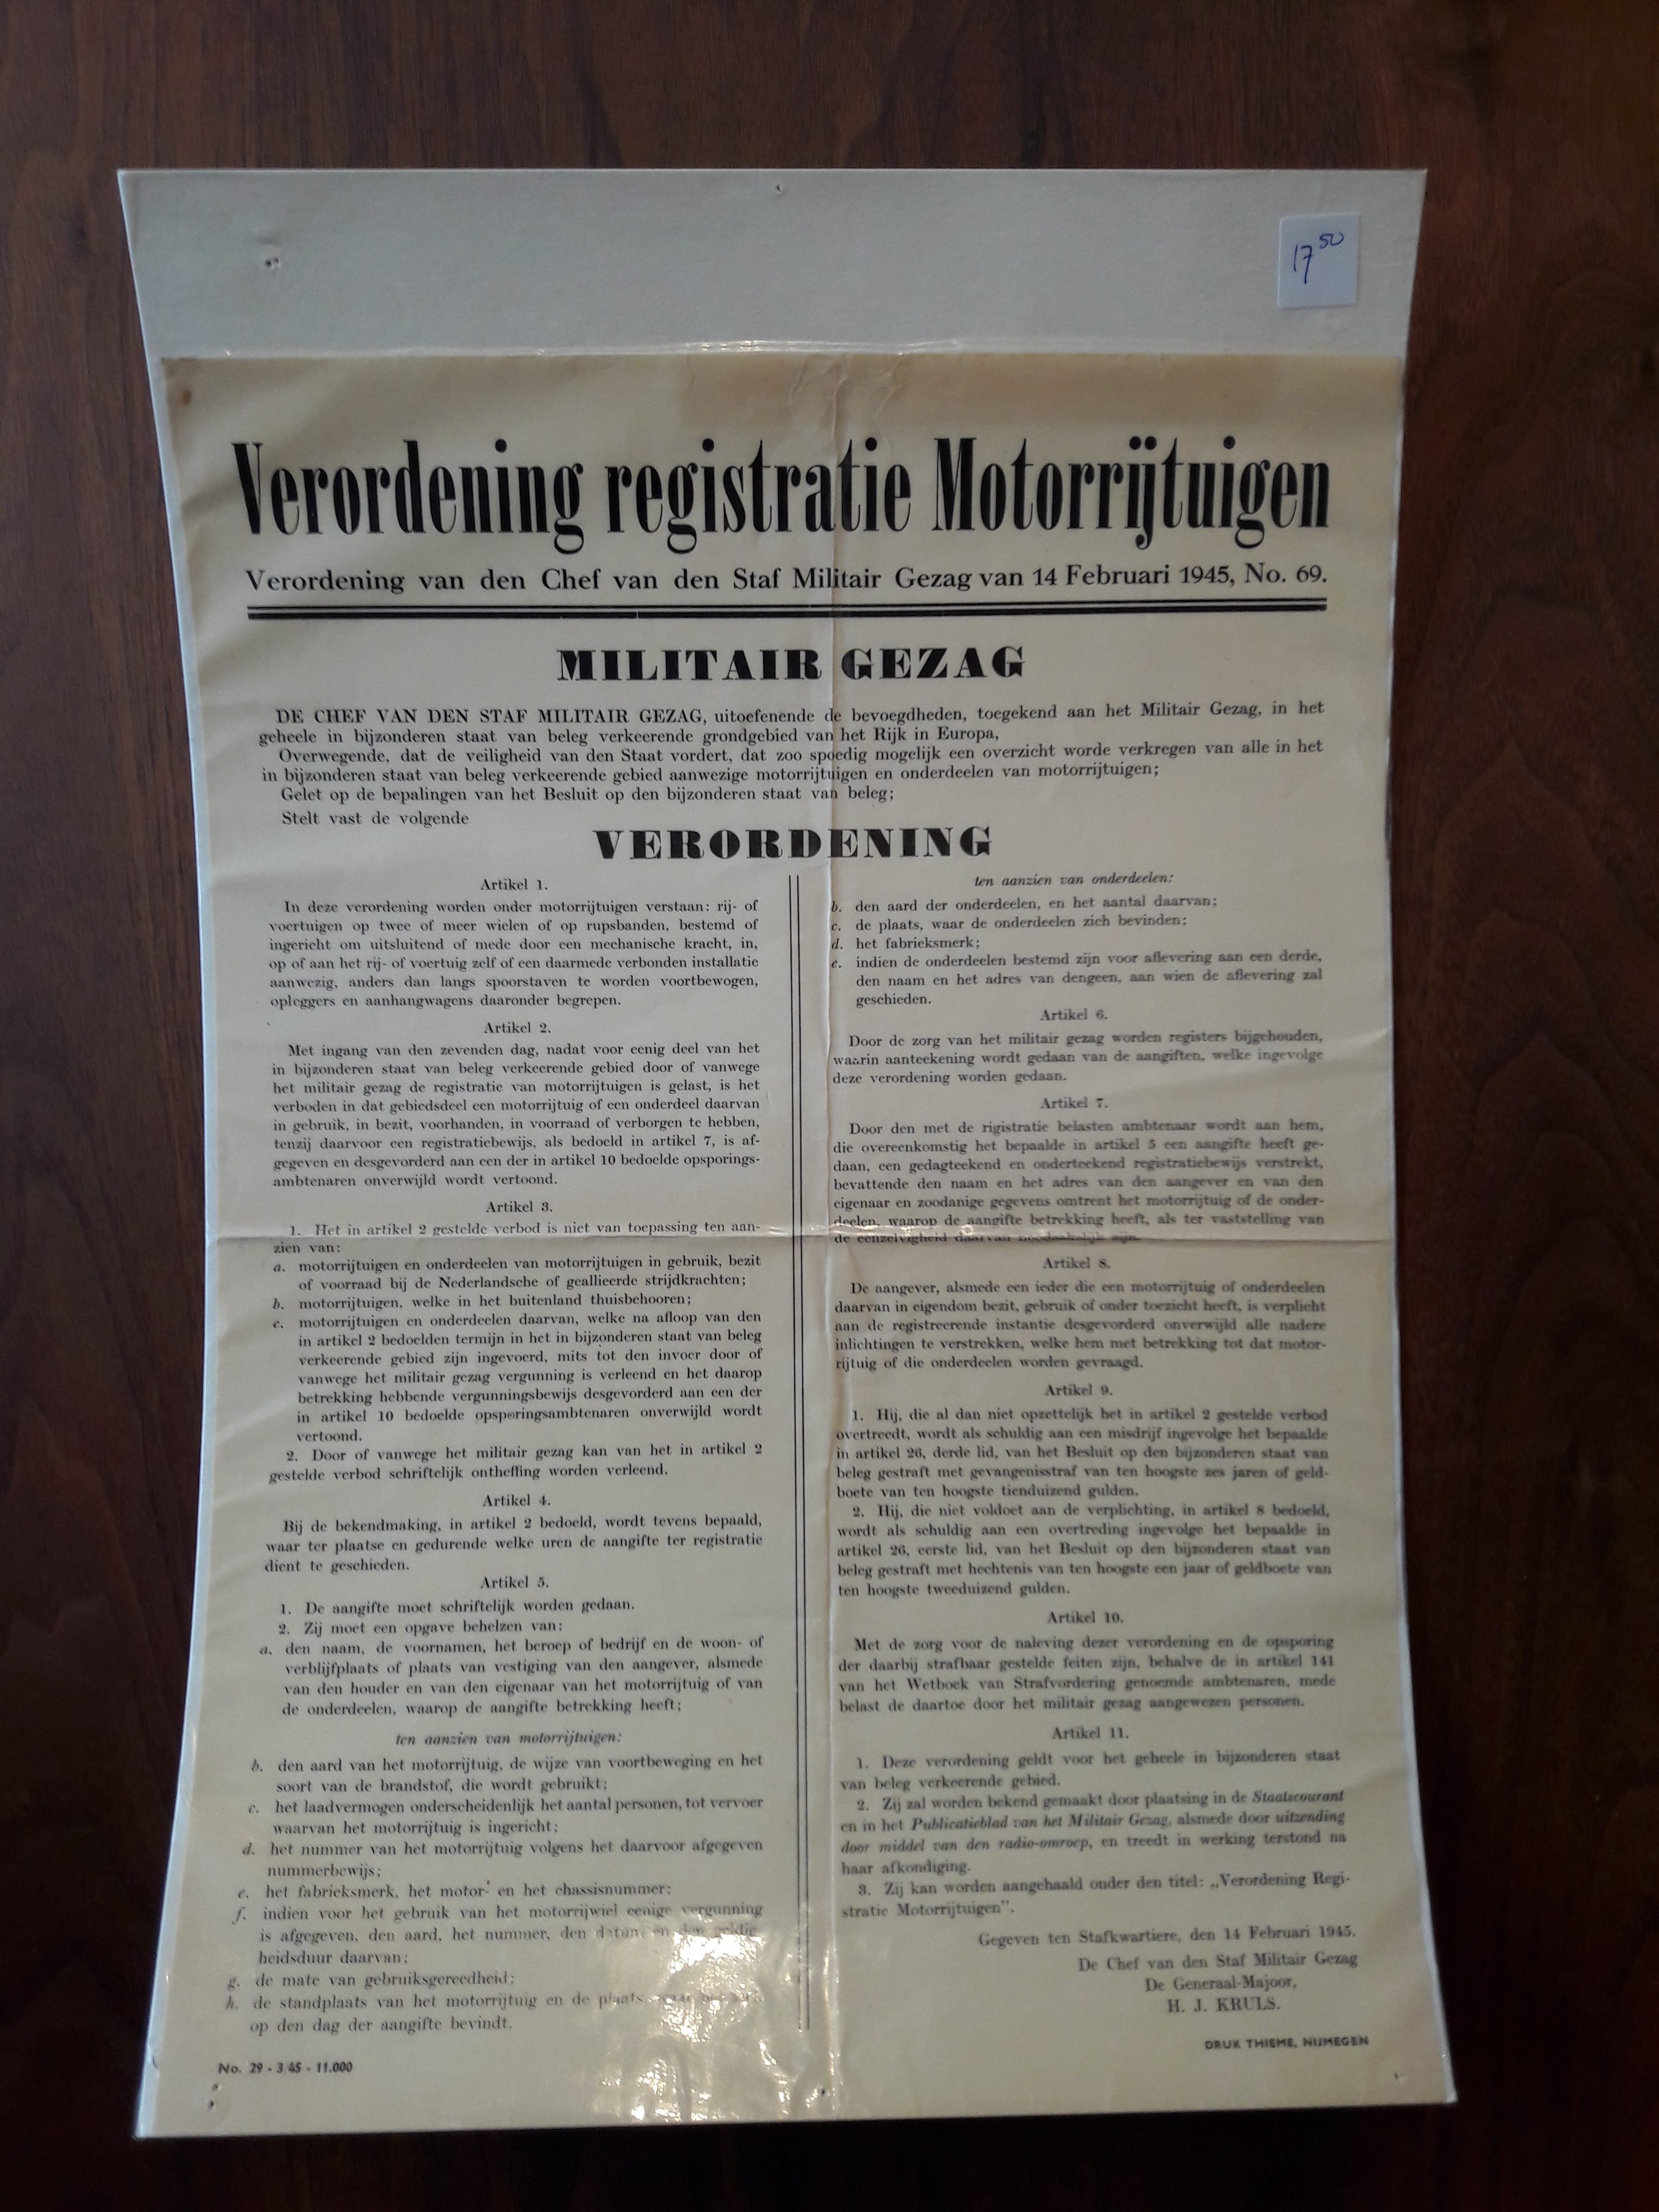 17 50
Verordening registratie Motorrijtuigen
Verordening van den Chef van den Staf Militair Gezag van 14 Februari 1945, No. 69.
MILITAIR GEZAG
DE CHEF VAN DEN STAF MILITAIR GEZAG, uitoefenende de bevoegdheden, toegekend aan het Militair Gezag, in het
geheele in bijzonderen staat van beleg verkeerende grondgebied van het Rijk in Europa,
Overwegende, dat de veiligheid van den Staat vordert, dat zoo spoedig mogelijk een overzicht worde verkregen van alle in het
in bijzonderen staat van beleg verkeerende gebied aanwezige motorrijtuigen en onderdeelen van motorrijtuigen;
Gelet op de bepalingen van het Besluit op den bijzonderen staat van beleg;
Stelt vast de volgende
VERORDENING
Artikel 1.
In deze verordening worden onder motorrijtuigen verstaan: rij- of
voertuigen op twee of meer wielen of op rupsbanden, bestemd of
ingericht om uitsluitend of mede door een mechanische kracht, in,
op of aan het rij- of voertuig zelf of een daarmede verbonden installatie
aanwezig, anders dan langs spoorstaven te worden voortbewogen,
opleggers en aanhangwagens daaronder begrepen.
Artikel 2.
Met ingang van den zevenden dag, nadat voor eenig deel van het
in bijzonderen staat van beleg verkeerende gebied door of vanwege
het militair gezag de registratie van motorrijtuigen is gelast, is het
verboden in dat gebiedsdeel een motorrijtuig of een onderdeel daarvan
in gebruik, in bezit, voorhanden, in voorraad of verborgen te hebben,
tenzij daarvoor een registratiebewijs, als bedoeld in artikel 7, is af-
gegeven en desgevorderd aan een der in artikel 10 bedoelde opsporings-
ambtenaren onverwijld wordt vertoond.
Artikel 3.
1. Het in artikel 2 gestelde verbod is niet van toepassing ten aan-
zien van:
a. motorrijtuigen en onderdeelen van motorrijtuigen in gebruik, bezit
of voorraad bij de Nederlandsche of geallieerde strijdkrachten;
b. motorrijtuigen, welke in het buitenland thuisbehooren;
c. motorrijtuigen en onderdeelen daarvan, welke na afloop van den
in artikel 2 bedoelden termijn in het in bijzonderen staat van beleg
verkeerende gebied zijn ingevoerd, mits tot den invoer door of
vanwege het militair gezag vergunning is verleend en het daarop
betrekking hebbende vergunningsbewijs desgevorderd aan een der
in artikel 10 bedoelde opsporingsambtenaren onverwijld wordt
vertoond.
2. Door of vanwege het militair gezag kan van het in artikel 2
gestelde verbod schriftelijk ontheffing worden verleend.
Artikel 4.
Bij de bekendmaking, in artikel 2 bedoeld, wordt tevens bepaald,
waar ter plaatse en gedurende welke uren de aangifte ter registratie
dient te geschieden.
Artikel 5.
1. De aangifte moet schriftelijk worden gedaan.
2. Zij moet een opgave behelzen van:
a. den naam, de voornamen, het beroep of bedrijf en de woon- of
verblijfplaats of plaats van vestiging van den aangever, alsmede
van den houder en van den eigenaar van het motorrijtuig of van
de onderdeelen, waarop de aangifte betrekking heeft;
ten aanzien van motorrijtuigen:
b. den aard van het motorrijtuig, de wijze van voortbeweging en het
soort van de brandstof, die wordt gebruikt;
c. het laadvermogen onderscheidenlijk het aantal personen, tot vervoer
waarvan het motorrijtuig is ingericht;
d. het nummer van het motorrijtuig volgens het daarvoor afgegeven
nummerbewijs;
e. het fabrieksmerk, het motor- en het chassisnummer;
f. indien voor het gebruik van het motorrijwiel eenige vergunning
is afgegeven, den aard, het nummer, den datum en den geldig-
heidsduur daarvan;
g. de mate van gebruiksgereedheid;
h. de standplaats van het motorrijtuig en de plaats
op den dag der aangifte bevindt.
No. 29 - 3 45 - 11.000
ten aanzien van onderdeelen:
b. den aard der onderdeelen, en het aantal daarvan;
c. de plaats, waar de onderdeelen zich bevinden;
d. het fabrieksmerk;
e. indien de onderdeelen bestemd zijn voor aflevering aan een derde,
den naam en het adres van dengeen, aan wien de aflevering zal
geschieden.
Artikel 6.
Door de zorg van het militair gezag worden registers bijgehouden,
waarin aanteekening wordt gedaan van de aangiften, welke ingevolge
deze verordening worden gedaan.
Artikel 7.
Door den met de rigistratie belasten ambtenaar wordt aan hem,
die overeenkomstig het bepaalde in artikel 5 een aangifte heeft ge-
daan, een gedagteekend en onderteekend registratiebewijs verstrekt,
bevattende den naam en het adres van den aangever en van den
eigenaar en zoodanige gegevens omtrent het motorrijtuig of de onder-
deelen, waarop de aangifte betrekking heeft, als ter vaststelling van
de eenzelvigheid daarvan noodzakelijk zijn.
Artikel 8.
De aangever, alsmede een ieder die een motorrijtuig of onderdeelen
daarvan in eigendom bezit, gebruik of onder toezicht heeft, is verplicht
aan de registreerende instantie desgevorderd onverwijld alle nadere
inlichtingen te verstrekken, welke hem met betrekking tot dat motor-
rijtuig of die onderdeelen worden gevraagd.
Artikel 9.
1. Hij, die al dan niet opzettelijk het in artikel 2 gestelde verbod
overtreedt, wordt als schuldig aan een misdrijf ingevolge het bepaalde
in artikel 26, derde lid, van het Besluit op den bijzonderen staat van
beleg gestraft met gevangenisstraf van ten hoogste zes jaren of geld-
boete van ten hoogste tienduizend gulden.
2. Hij, die niet voldoet aan de verplichting, in artikel 8 bedoeld,
wordt als schuldig aan een overtreding ingevolge het bepaalde in
artikel 26, eerste lid, van het Besluit op den bijzonderen staat van
beleg gestraft met hechtenis van ten hoogste een jaar of geldboete van
ten hoogste tweeduizend gulden.
Artikel 10.
Met de zorg voor de naleving dezer verordening en de opsporing
der daarbij strafbaar gestelde feiten zijn, behalve de in artikel 141
van het Wetboek van Strafvordering genoemde ambtenaren, mede
belast de daartoe door het militair gezag aangewezen personen.
Artikel 11.
1. Deze verordening geldt voor het geheele in bijzonderen staat
van beleg verkeerende gebied.
2. Zij zal worden bekend gemaakt door plaatsing in de Staatscourant
en in het Publicatieblad van het Militair Gezag, alsmede door uitzending
door middel van den radio-omroep, en treedt in werking terstond na
haar afkondiging.
3. Zij kan worden aangehaald onder den titel: „Verordening Regi-
stratie Motorrijtuigen".
Gegeven ten Stafkwartiere, den 14 Februari 1945.
De Chef van den Staf Militair Gezag
De Generaal-Majoor,
H. J. KRULS.
DRUK THIEME, NIJMEGEN